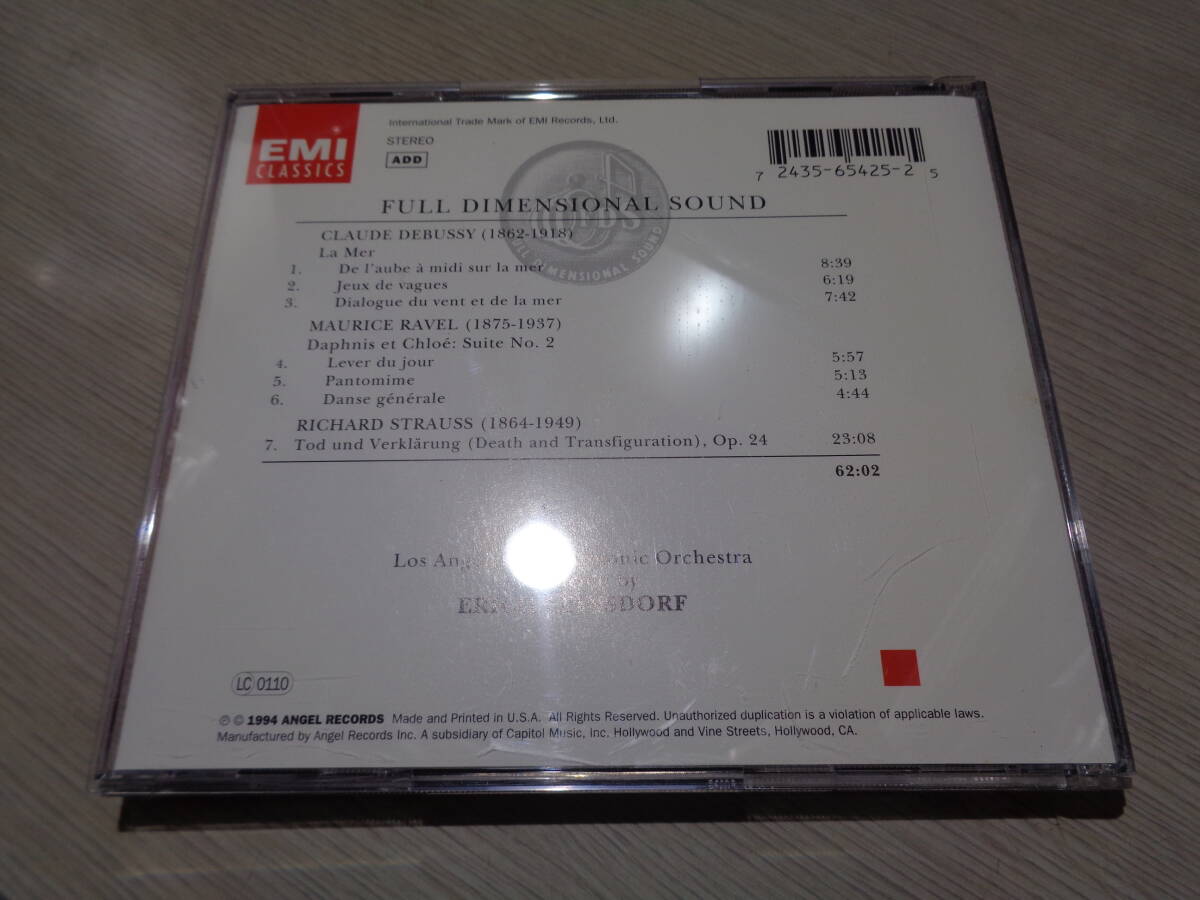 EMI
CLASSICS
International Trade Mark of EMI Records, Ltd.
STEREO
ADD
7 2435-65425-2 5
FULL DIMENSIONAL SOUND
FDS
FULL DIMENSIONAL SOUND
CLAUDE DEBUSSY (1862-1918)
La Mer
1. De l'aube à midi sur la mer 8:39
2. Jeux de vagues 6:19
3. Dialogue du vent et de la mer 7:42
MAURICE RAVEL (1875-1937)
Daphnis et Chloé: Suite No. 2
4. Lever du jour 5:57
5. Pantomime 5:13
6. Danse générale 4:44
RICHARD STRAUSS (1864-1949)
7. Tod und Verklärung (Death and Transfiguration), Op. 24 23:08
62:02
Los Orchestra
by
LC 0110
℗ © 1994 ANGEL RECORDS Made and Printed in U.S.A. All Rights Reserved. Unauthorized duplication is a violation of applicable laws.
Manufactured by Angel Records Inc. A subsidiary of Capitol Music, Inc. Hollywood and Vine Streets, Hollywood, CA.